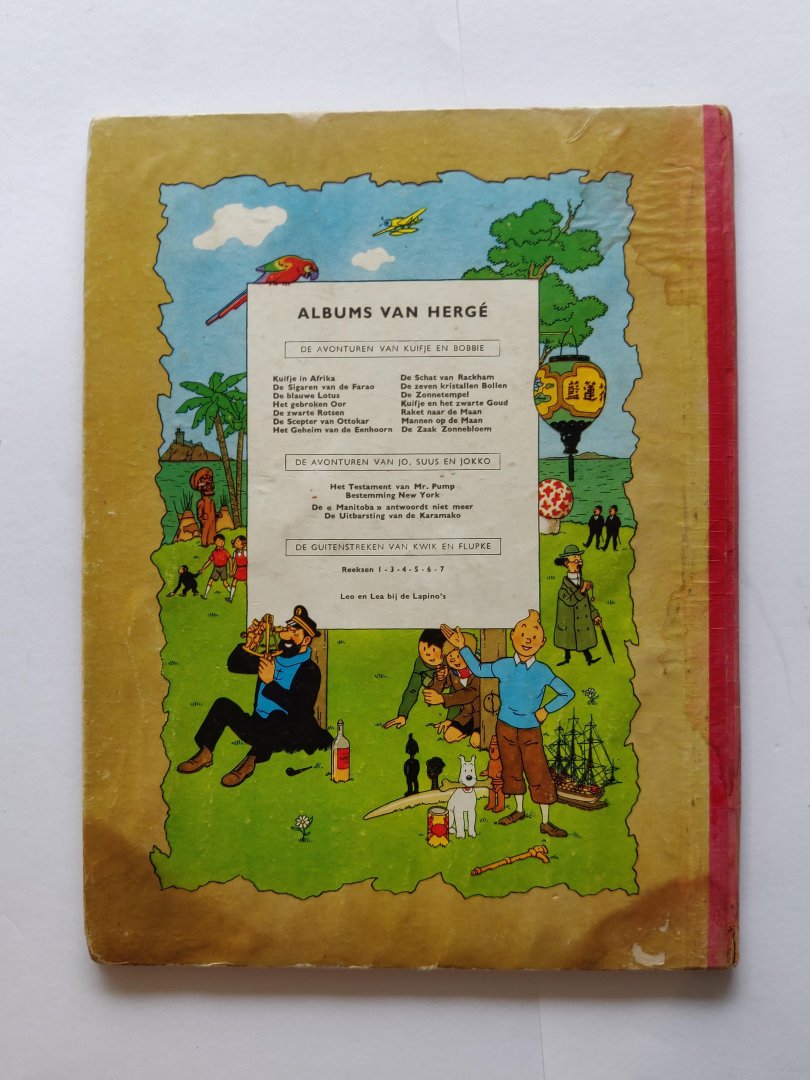 ALBUMS VAN HERGÉ
DE AVONTUREN VAN KUIFJE EN BOBBIE
Kuifje in Afrika
De Sigaren van de Farao
De blauwe Lotus
Het gebroken Oor
De zwarte Rotsen
De Scepter van Ottokar
Het Geheim van de Eenhoorn
De Schat van Rackham
De zeven kristallen Bollen
De Zonnetempel
Kuifje en het zwarte Goud
Raket naar de Maan
Mannen op de Maan
De Zaak Zonnebloem
DE AVONTUREN VAN JO, SUUS EN JOKKO
Het Testament van Mr. Pump
Bestemming New York
De « Manitoba » antwoordt niet meer
De Uitbarsting van de Karamako
DE GUITENSTREKEN VAN KWIK EN FLUPKE
Reeksen 1 - 3 - 4 - 5 - 6 - 7
Leo en Lea bij de Lapino's